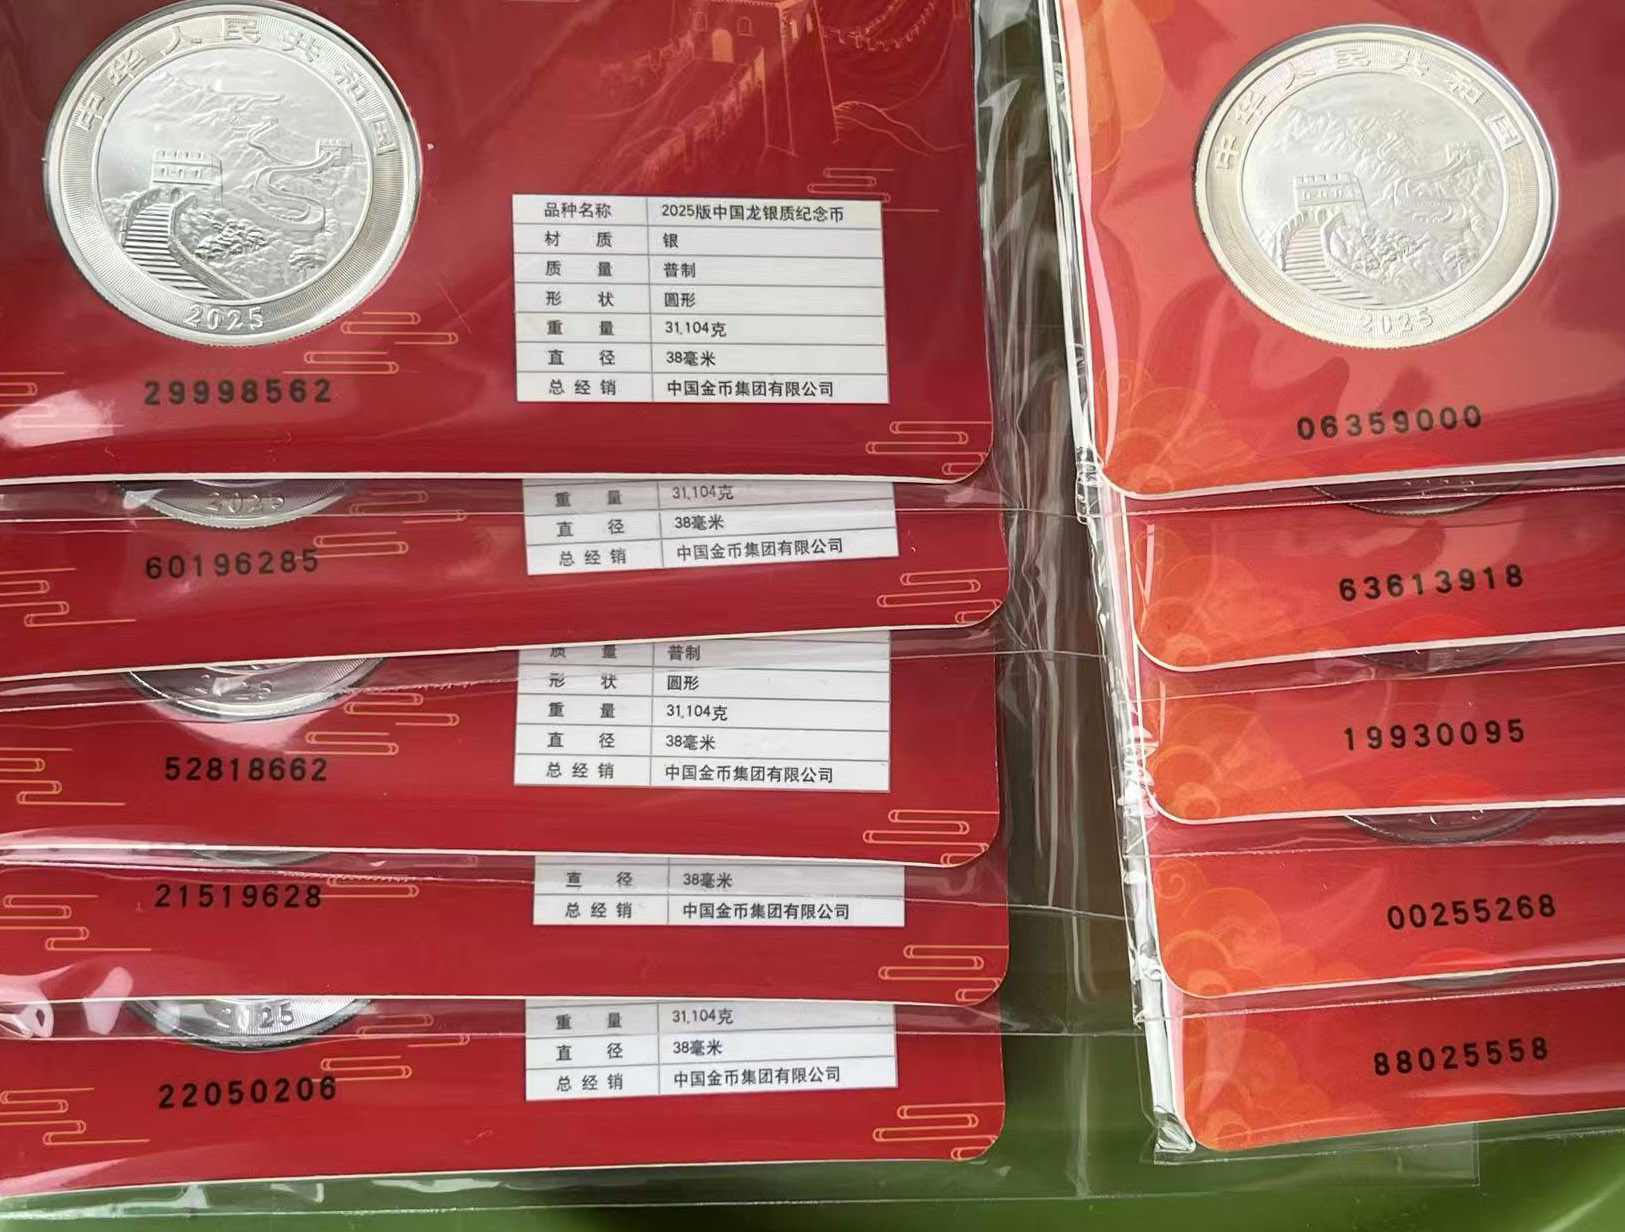 中华人民共和国
2025
29998562
品种名称 2025版中国龙银质纪念币
材 质 银
质 量 普制
形 状 圆形
重 量 31.104克
直 径 38毫米
总经销 中国金币集团有限公司
2025
60196285
重 量 31.104克
直 径 38毫米
总经销 中国金币集团有限公司
2025
52818662
质 量 普制
形 状 圆形
重 量 31.104克
直 径 38毫米
总经销 中国金币集团有限公司
21519628
直 径 38毫米
总经销 中国金币集团有限公司
2025
22050206
重 量 31.104克
直 径 38毫米
总经销 中国金币集团有限公司
中华人民共和国
2025
06359000
63613918
19930095
00255268
88025558